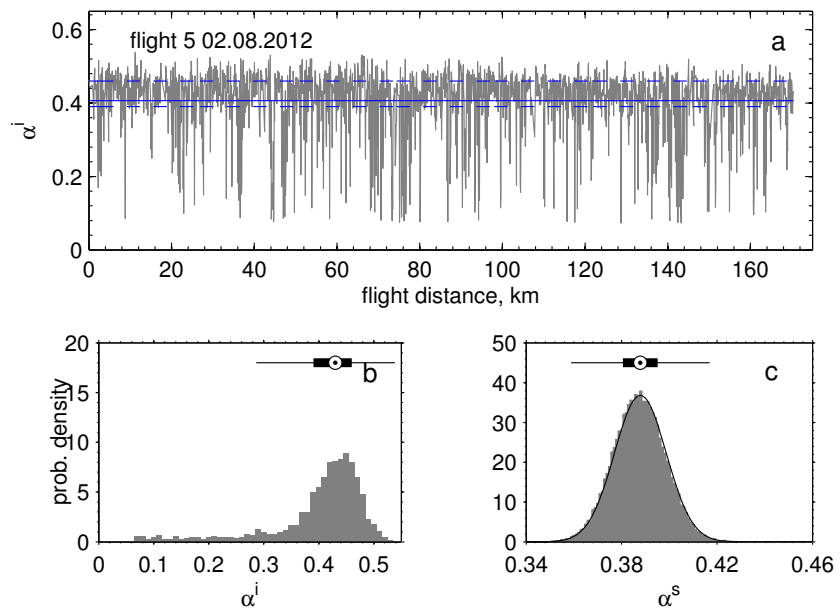 flight 5 02.08.2012
a
0.6
0.4
0.2
0
α^i
0 20 40 60 80 100 120 140 160
flight distance, km
b
20
15
10
5
0
prob. density
0 0.1 0.2 0.3 0.4 0.5
α^i
c
50
40
30
20
10
0
0.34 0.38 0.42 0.46
α^s